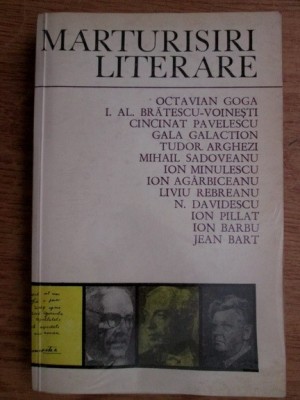 MĂRTURISIRI
LITERARE
OCTAVIAN GOGA
I. AL. BRĂTESCU-VOINEȘTI
CINCINAT PAVELESCU
GALA GALACTION
TUDOR ARGHEZI
MIHAIL SADOVEANU
ION MINULESCU
ION AGÂRBICEANU
LIVIU REBREANU
N. DAVIDESCU
ION PILLAT
ION BARBU
JEAN BART